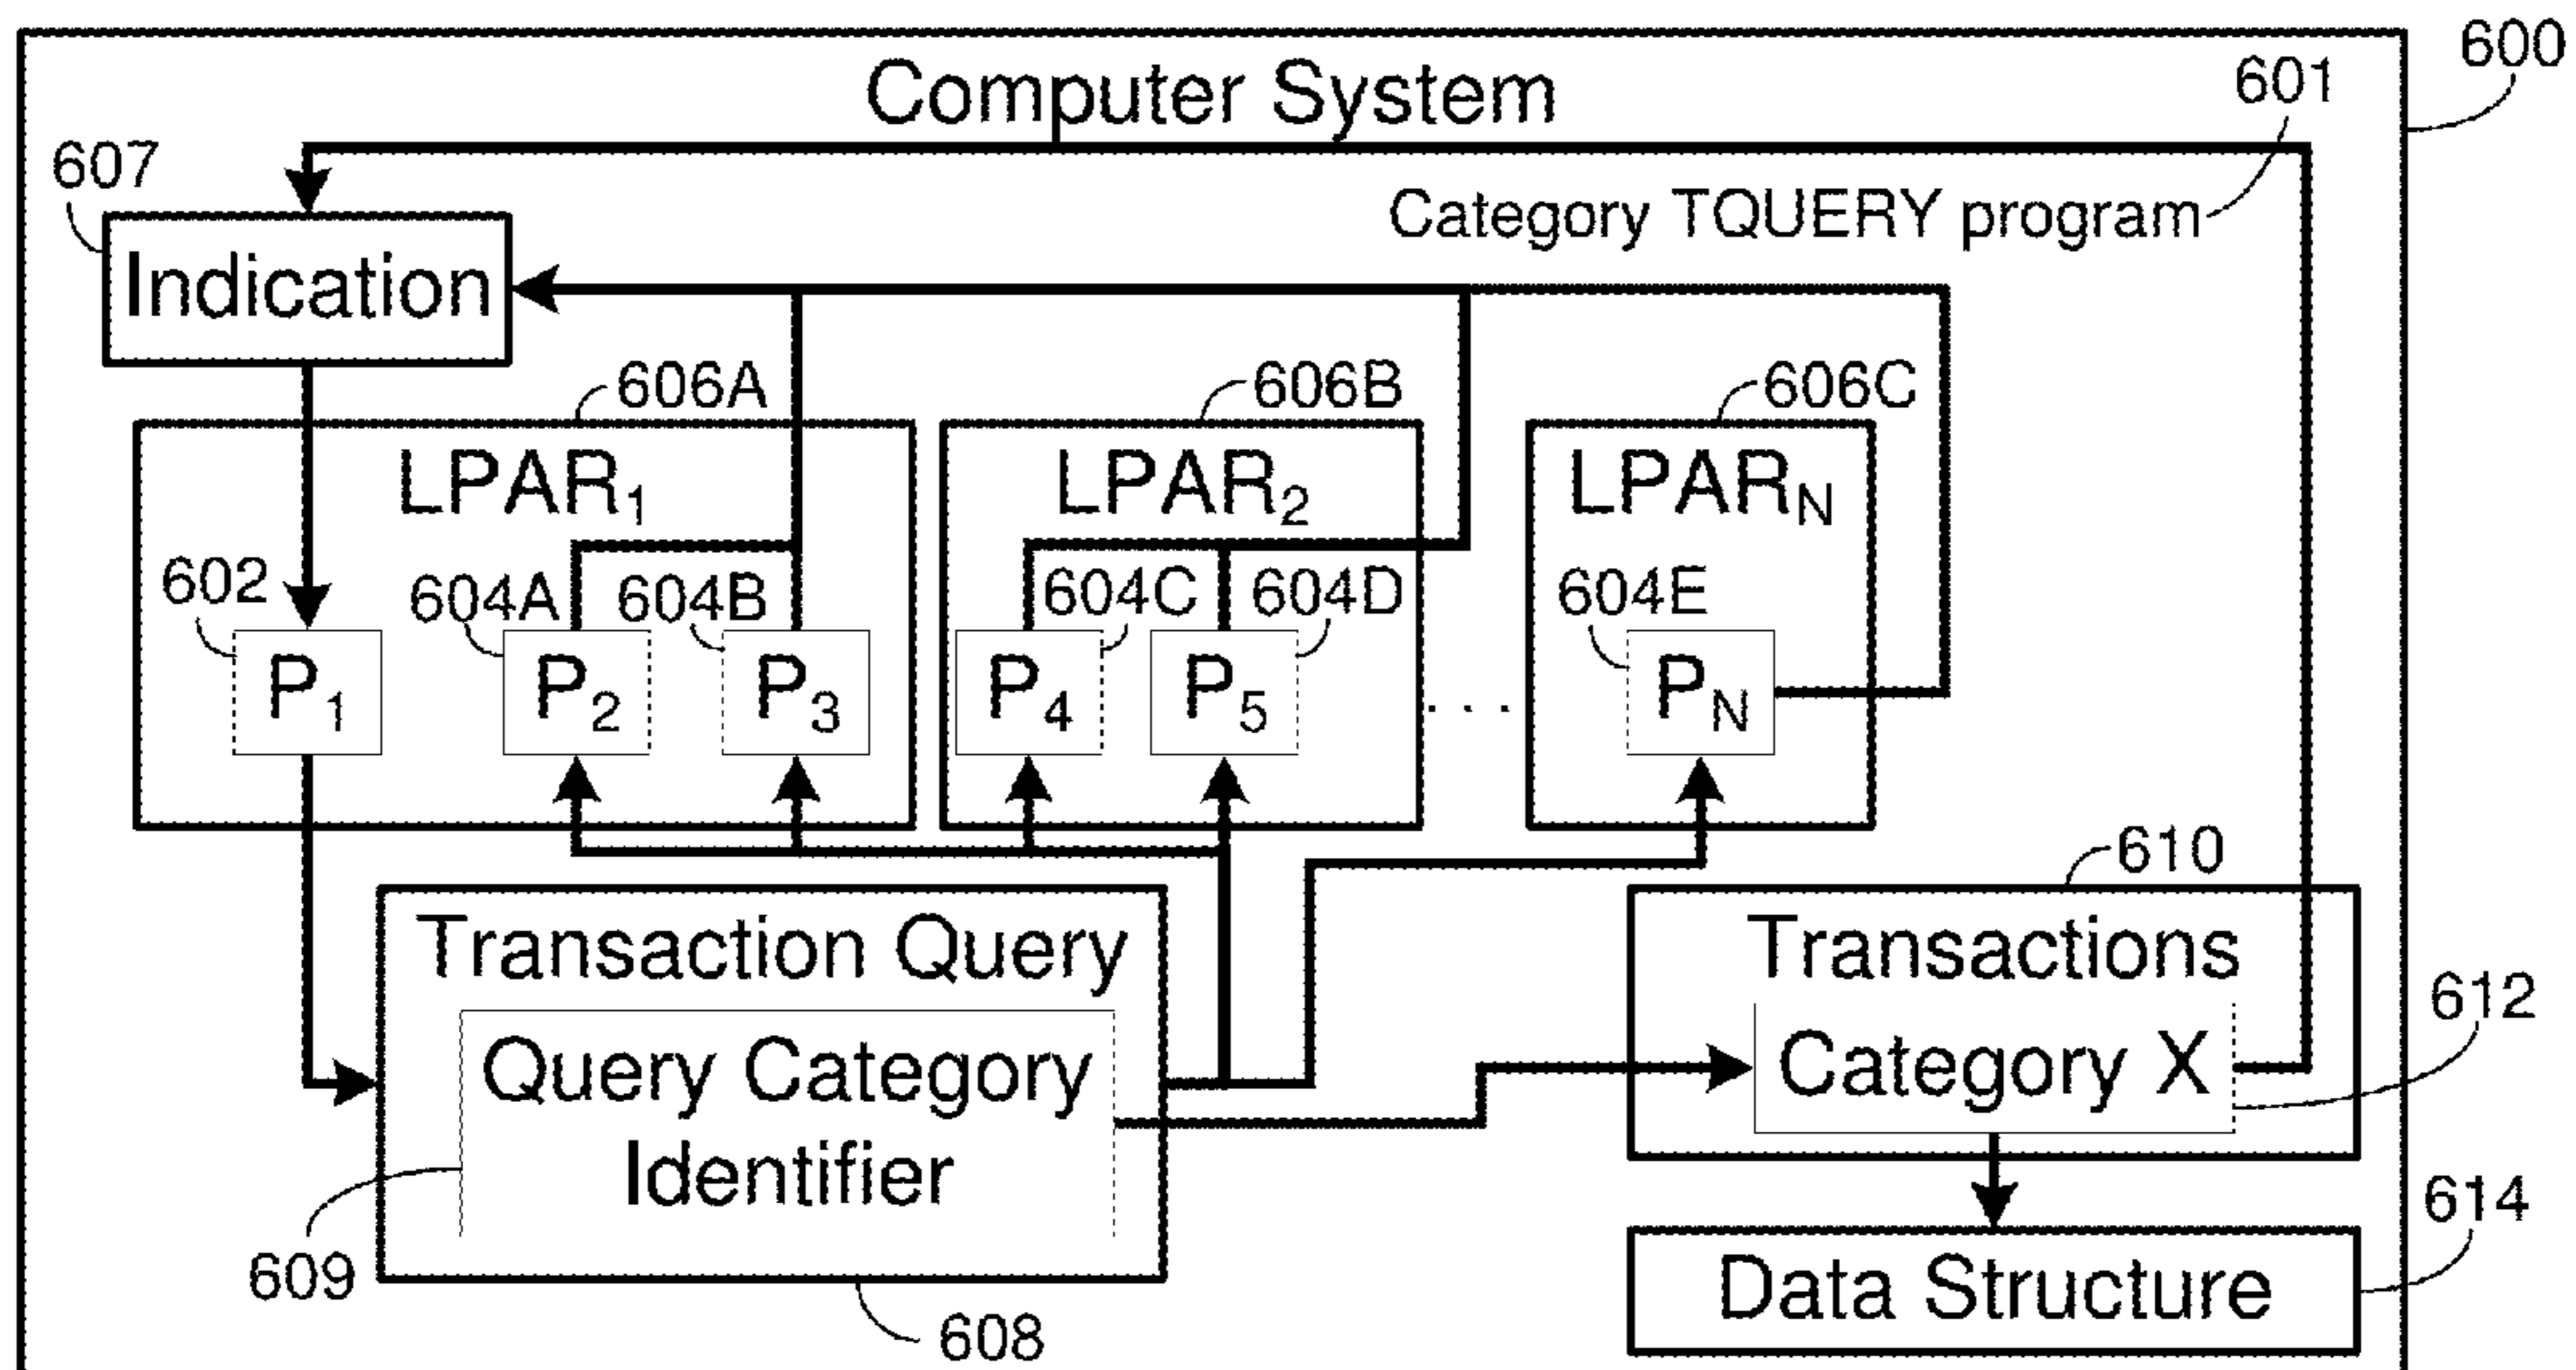 600
Computer System
601
607
Category TQUERY program
Indication
606A
606B
606C
LPAR1
LPAR2
LPARN
602
604A
604B
604C
604D
604E
P1
P2
P3
P4
P5
. . .
PN
610
Transaction Query
Transactions
612
Query Category
Identifier
Category X
609
614
Data Structure
608